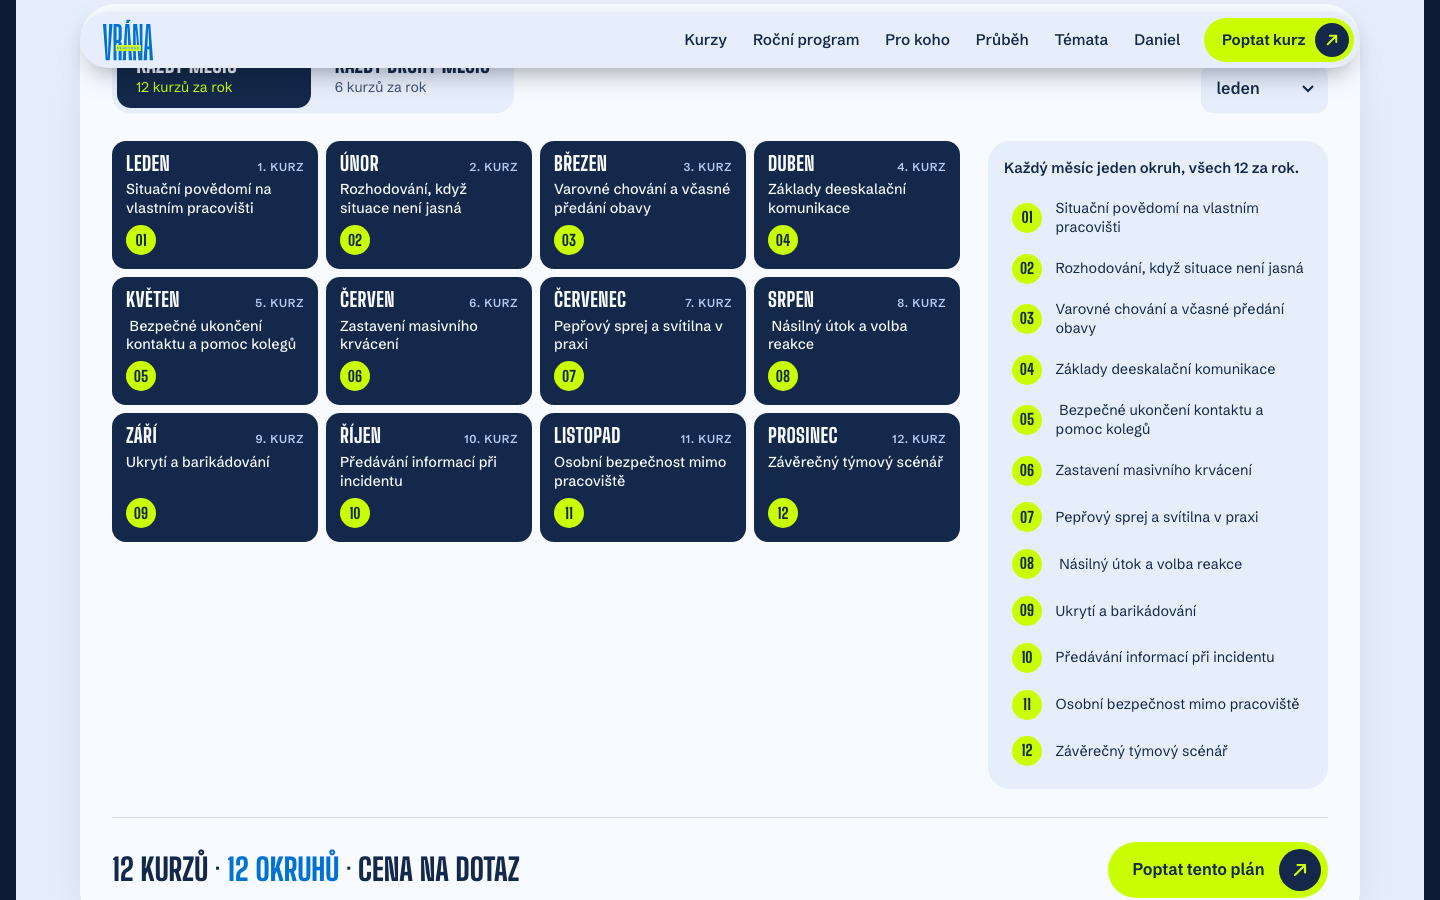 VRÁNA
Kurzy
Roční program
Pro koho
Průběh
Témata
Daniel
Poptat kurz
KAŽDÝ MĚSÍC
12 kurzů za rok
KAŽDÝ DRUHÝ MĚSÍC
6 kurzů za rok
leden
LEDEN
1. KURZ
Situační povědomí na
vlastním pracovišti
01
ÚNOR
2. KURZ
Rozhodování, když
situace není jasná
02
BŘEZEN
3. KURZ
Varovné chování a včasné
předání obavy
03
DUBEN
4. KURZ
Základy deeskalační
komunikace
04
KVĚTEN
5. KURZ
Bezpečné ukončení
kontaktu a pomoc kolegů
05
ČERVEN
6. KURZ
Zastavení masivního
krvácení
06
ČERVENEC
7. KURZ
Pepřový sprej a svítilna v
praxi
07
SRPEN
8. KURZ
Násilný útok a volba
reakce
08
ZÁŘÍ
9. KURZ
Ukrytí a barikádování
09
ŘÍJEN
10. KURZ
Předávání informací při
incidentu
10
LISTOPAD
11. KURZ
Osobní bezpečnost mimo
pracoviště
11
PROSINEC
12. KURZ
Závěrečný týmový scénář
12
Každý měsíc jeden okruh, všech 12 za rok.
01 Situační povědomí na vlastním
pracovišti
02 Rozhodování, když situace není jasná
03 Varovné chování a včasné předání
obavy
04 Základy deeskalační komunikace
05 Bezpečné ukončení kontaktu a
pomoc kolegů
06 Zastavení masivního krvácení
07 Pepřový sprej a svítilna v praxi
08 Násilný útok a volba reakce
09 Ukrytí a barikádování
10 Předávání informací při incidentu
11 Osobní bezpečnost mimo pracoviště
12 Závěrečný týmový scénář
12 KURZŮ · 12 OKRUHŮ · CENA NA DOTAZ
Poptat tento plán